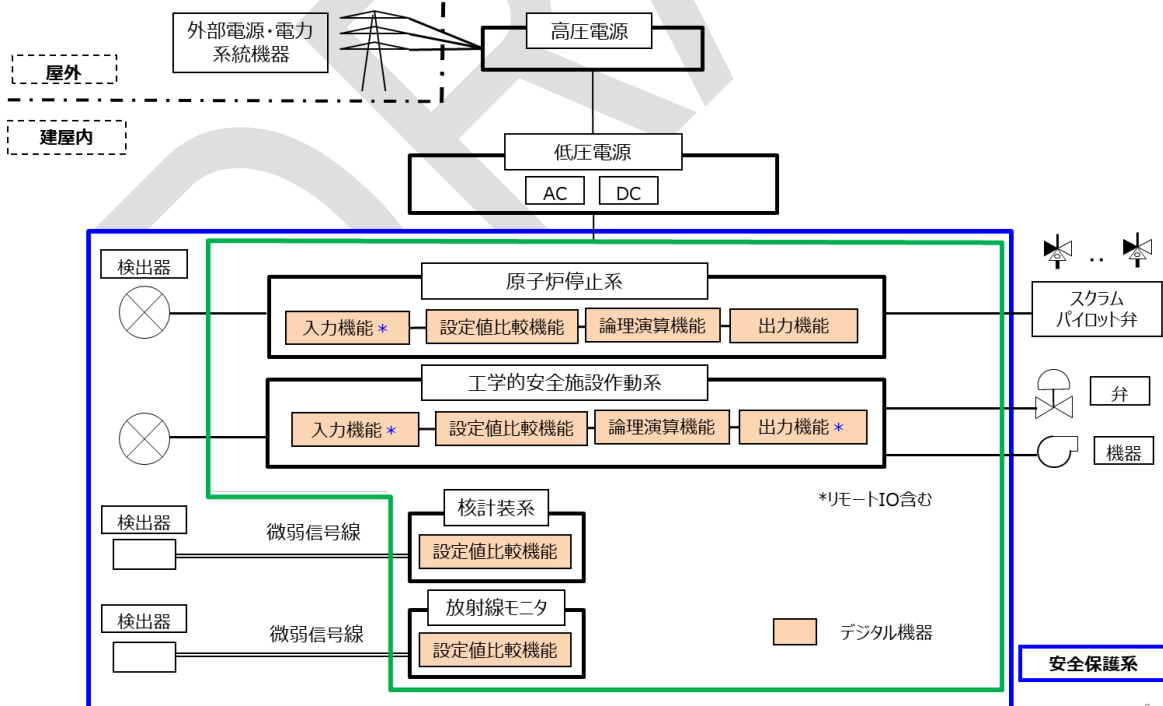 外部電源・電力
系統機器
高圧電源
屋外
建屋内
低圧電源
AC
DC
検出器
原子炉停止系
入力機能*
設定値比較機能
論理演算機能
出力機能
スクラム
パイロット弁
工学的安全施設作動系
入力機能*
設定値比較機能
論理演算機能
出力機能*
弁
機器
*リモートIO含む
検出器
微弱信号線
核計装系
設定値比較機能
検出器
微弱信号線
放射線モニタ
設定値比較機能
デジタル機器
安全保護系
DRA